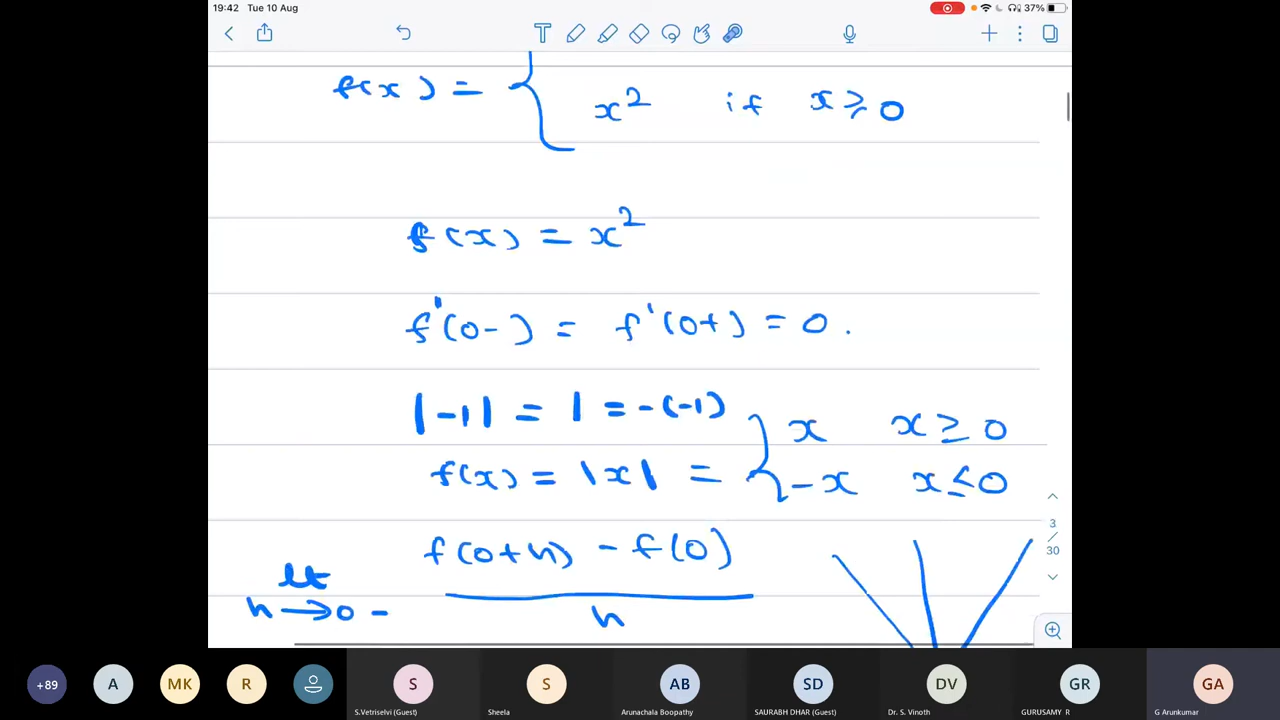 19:42 Tue 10 Aug
37%
T
f(x) = { x² if x ≥ 0
f(x) = x²
f'(0-) = f'(0+) = 0.
|-1| = 1 = -(-1)
f(x) = |x| = { x x ≥ 0
-x x ≤ 0
lt h → 0 - f(0+h) - f(0) / h
3
/
30
+89 A MK R S S AB SD DV GR GA
S.Vetriselvi (Guest) Sheela Arunachala Boopathy SAURABH DHAR (Guest) Dr. S. Vinoth GURUSAMY R G Arunkumar